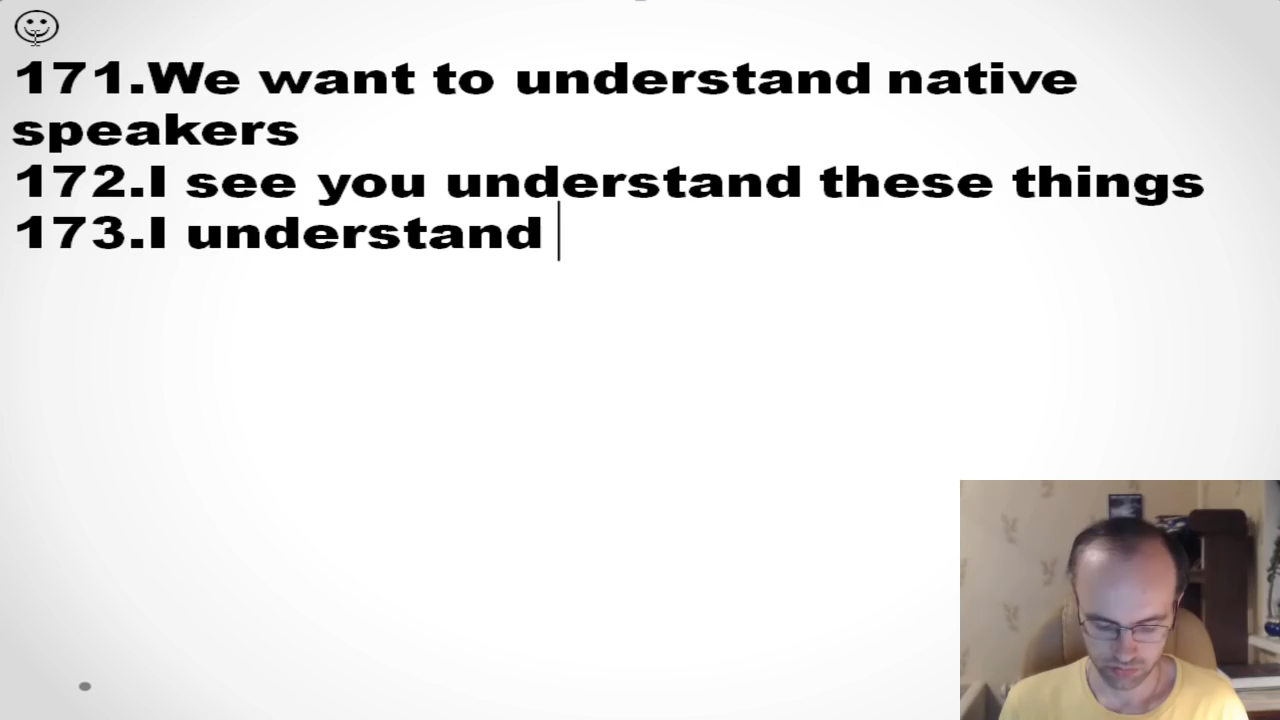 171.We want to understand native
speakers
172.I see you understand these things
173.I understand